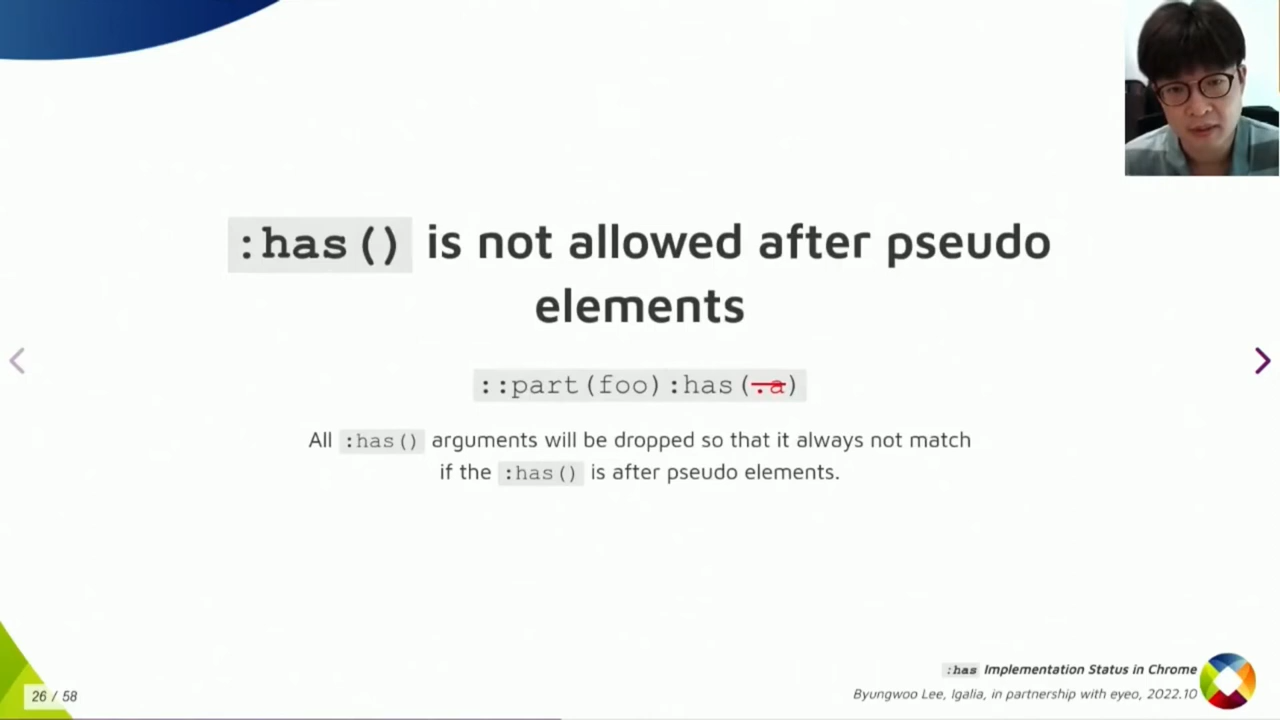 :has() is not allowed after pseudo
elements
::part(foo):has(.a)
All :has() arguments will be dropped so that it always not match
if the :has() is after pseudo elements.
:has Implementation Status in Chrome
26 / 58
Byungwoo Lee, Igalia, in partnership with eyeo, 2022.10